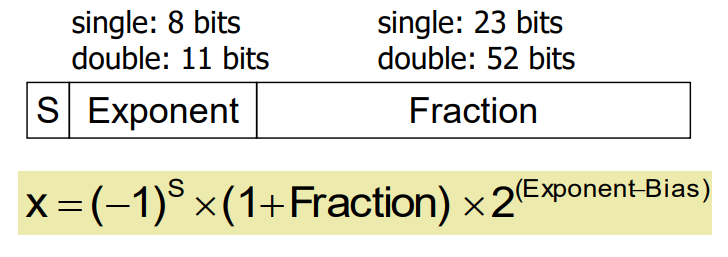 single: 8 bits single: 23 bits
double: 11 bits double: 52 bits
S Exponent Fraction
x = (−1)^S × (1+Fraction) × 2^(Exponent−Bias)